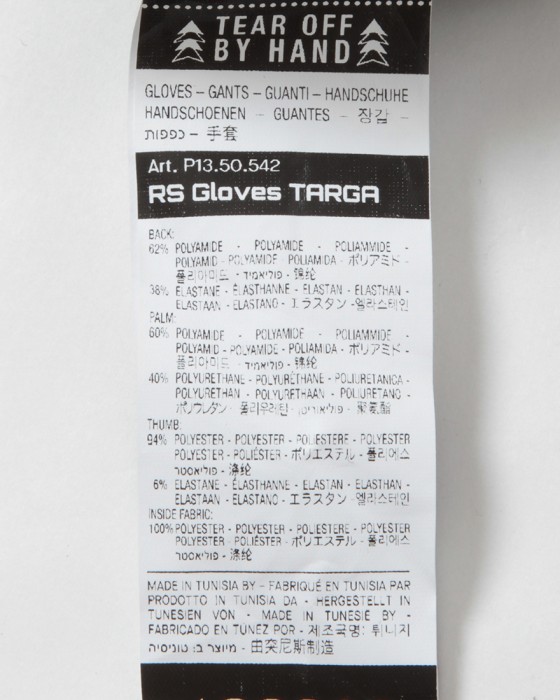 TEAR OFF
BY HAND
GLOVES – GANTS – GUANTI – HANDSCHUHE
HANDSCHOENEN – GUANTES – 장갑 –
כפפות – 手套
Art. P13.50.542
RS Gloves TARGA
BACK:
62% POLYAMIDE - POLYAMIDE - POLIAMMIDE -
POLYAMID - POLYAMIDE - POLIAMIDA - ポリアミド -
폴리아미드 - פוליאמיד - 锦纶
38% ELASTANE - ÉLASTHANNE - ELASTAN - ELASTHAN -
ELASTAAN - ELASTANO - エラスタン - 엘라스테인
PALM:
60% POLYAMIDE - POLYAMIDE - POLIAMMIDE -
POLYAMID - POLYAMIDE - POLIAMIDA - ポリアミド -
폴리아미드 - פוליאמיד - 锦纶
40% POLYURETHANE - POLYURÉTHANE - POLIURETANICA -
POLYURETHAN - POLYURETHAAN - POLIURETANO -
ポリウレタン - 폴리우레탄 - 聚氨酯
THUMB:
94% POLYESTER - POLYESTER - POLIESTERE - POLYESTER
POLYESTER - POLIÉSTER - ポリエステル - 폴리에스
פוליאסטר - 涤纶
6% ELASTANE - ÉLASTHANNE - ELASTAN - ELASTHAN -
ELASTAAN - ELASTANO - エラスタン - 엘라스테인
INSIDE FABRIC:
100% POLYESTER - POLYESTER - POLIESTERE - POLYESTER
POLYESTER - POLIÉSTER - ポリエステル - 폴리에스
פוליאסטר - 涤纶
MADE IN TUNISIA BY - FABRIQUÉ EN TUNISIA PAR
PRODOTTO IN TUNISIA DA - HERGESTELLT IN
TUNESIEN VON - MADE IN TUNESIË BY -
FABRICADO EN TUNEZ POR - 제조국명: 튀니지
מיוצר ב: טוניסיה - 由突尼斯制造